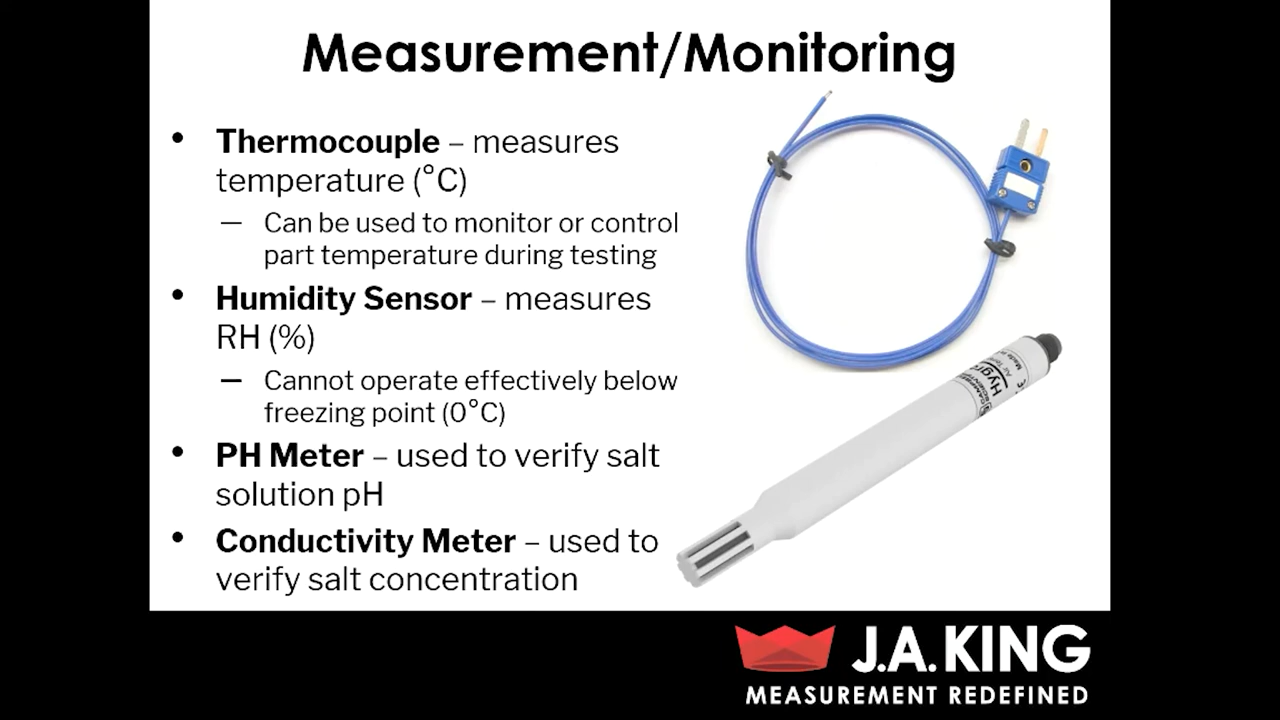 Measurement/Monitoring
• Thermocouple – measures
temperature (°C)
— Can be used to monitor or control
part temperature during testing
• Humidity Sensor – measures
RH (%)
— Cannot operate effectively below
freezing point (0°C)
• PH Meter – used to verify salt
solution pH
• Conductivity Meter – used to
verify salt concentration
J.A. KING
MEASUREMENT REDEFINED